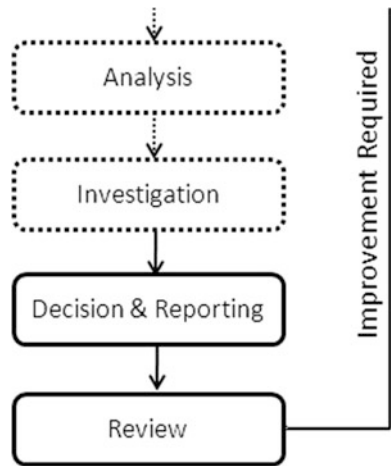 Analysis
Investigation
Decision & Reporting
Review
Improvement Required